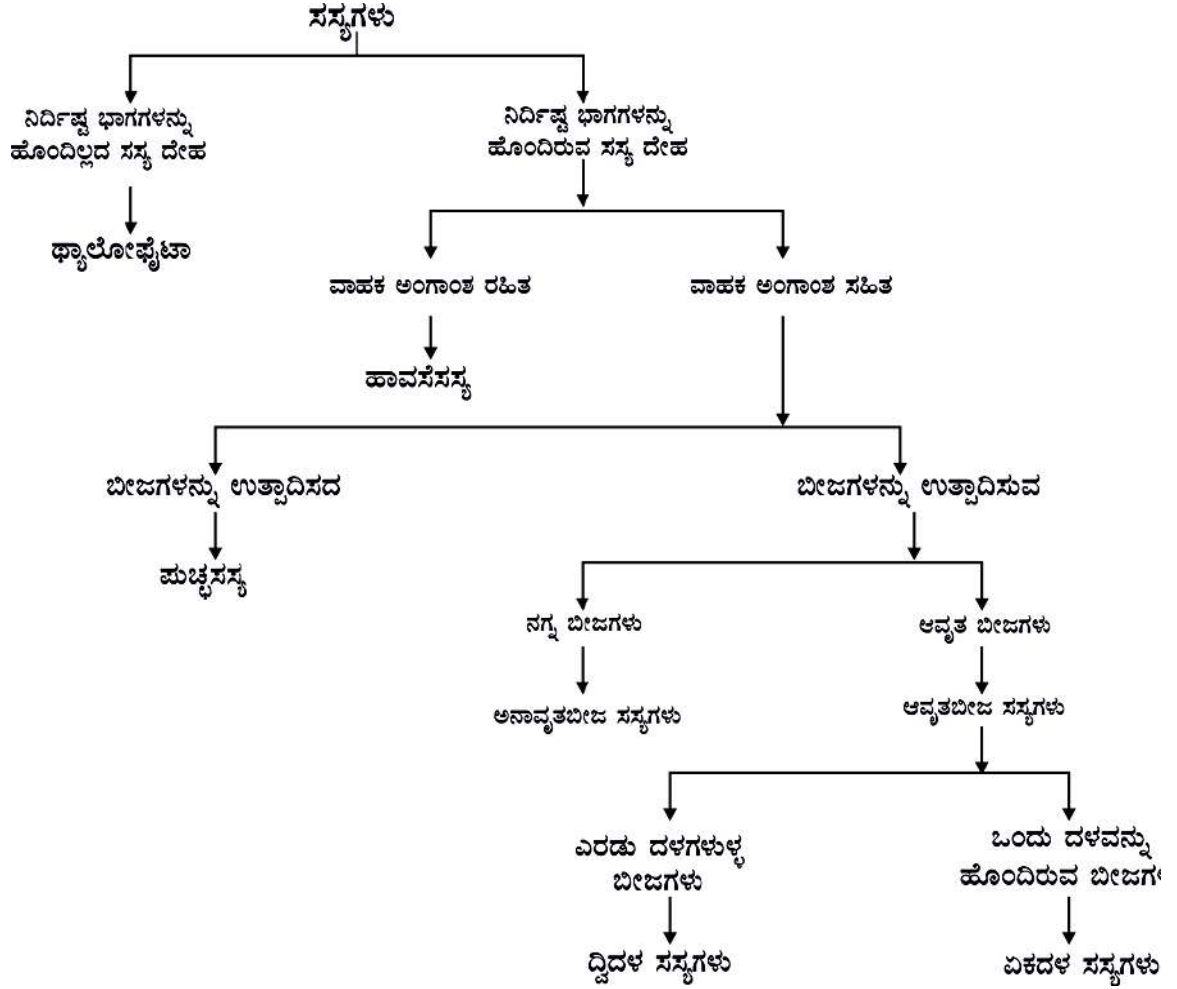 ಸಸ್ಯಗಳು
ನಿರ್ದಿಷ್ಟ ಭಾಗಗಳನ್ನು
ಹೊಂದಿಲ್ಲದ ಸಸ್ಯ ದೇಹ
ನಿರ್ದಿಷ್ಟ ಭಾಗಗಳನ್ನು
ಹೊಂದಿರುವ ಸಸ್ಯ ದೇಹ
ಥ್ಯಾಲೋಫೈಟಾ
ವಾಹಕ ಅಂಗಾಂಶ ರಹಿತ
ವಾಹಕ ಅಂಗಾಂಶ ಸಹಿತ
ಹಾವಸೆಸಸ್ಯ
ಬೀಜಗಳನ್ನು ಉತ್ಪಾದಿಸದ
ಬೀಜಗಳನ್ನು ಉತ್ಪಾದಿಸುವ
ಪುಚ್ಛಸಸ್ಯ
ನಗ್ನ ಬೀಜಗಳು
ಆವೃತ ಬೀಜಗಳು
ಅನಾವೃತಬೀಜ ಸಸ್ಯಗಳು
ಆವೃತಬೀಜ ಸಸ್ಯಗಳು
ಎರಡು ದಳಗಳುಳ್ಳ
ಬೀಜಗಳು
ಒಂದು ದಳವನ್ನು
ಹೊಂದಿರುವ
ದ್ವಿದಳ ಸಸ್ಯಗಳು
ಏಕದಳ ಸಸ್ಯಗಳು